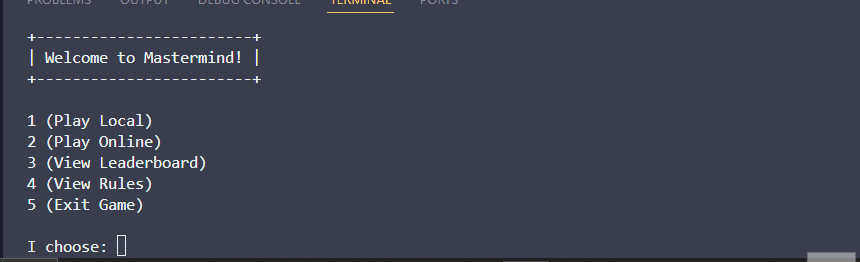 PROBLEMS OUTPUT DEBUG CONSOLE TERMINAL PORTS
+------------------------+
| Welcome to Mastermind! |
+------------------------+
1 (Play Local)
2 (Play Online)
3 (View Leaderboard)
4 (View Rules)
5 (Exit Game)
I choose: